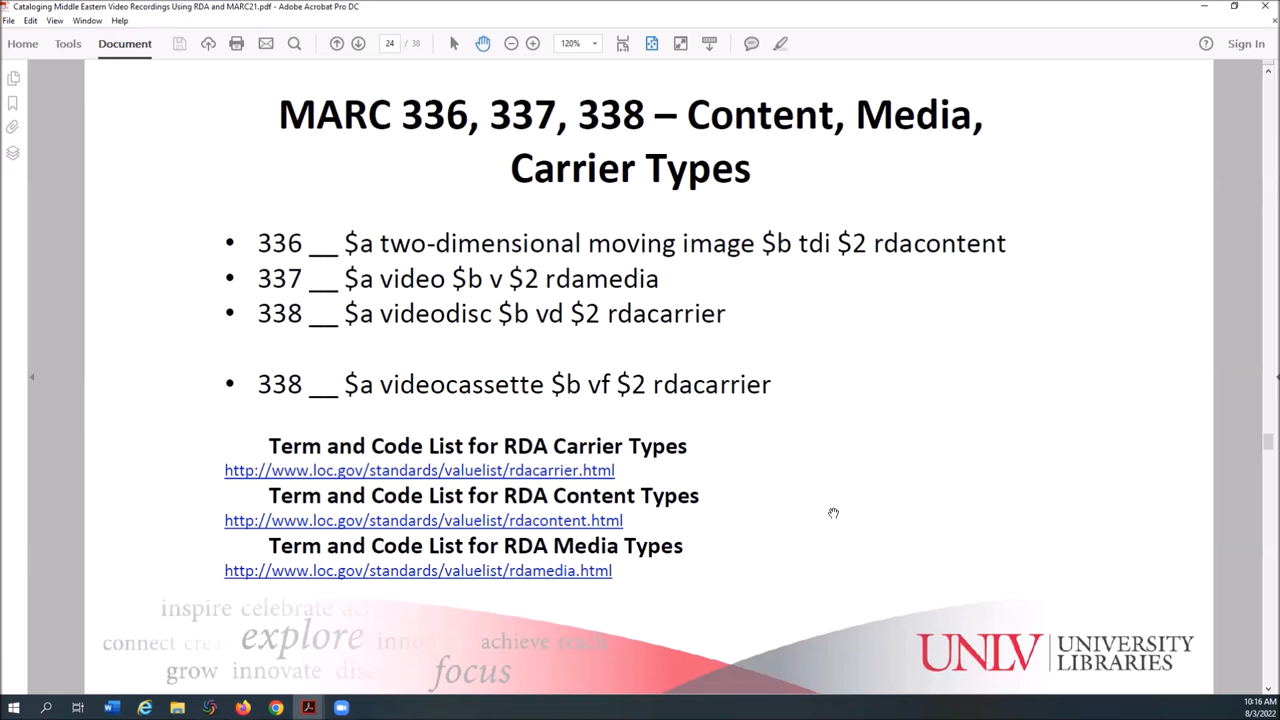 Cataloging Middle Eastern Video Recordings Using RDA and MARC21.pdf - Adobe Acrobat Pro DC
File Edit View Window Help
Home Tools Document 24 / 38 120% Sign In
MARC 336, 337, 338 – Content, Media,
Carrier Types
• 336 __ $a two-dimensional moving image $b tdi $2 rdacontent
• 337 __ $a video $b v $2 rdamedia
• 338 __ $a videodisc $b vd $2 rdacarrier
• 338 __ $a videocassette $b vf $2 rdacarrier
Term and Code List for RDA Carrier Types
http://www.loc.gov/standards/valuelist/rdacarrier.html
Term and Code List for RDA Content Types
http://www.loc.gov/standards/valuelist/rdacontent.html
Term and Code List for RDA Media Types
http://www.loc.gov/standards/valuelist/rdamedia.html
inspire celebrate
connect explore achieve teach
grow innovate focus
UNLV UNIVERSITY
LIBRARIES
10:16 AM
8/3/2022